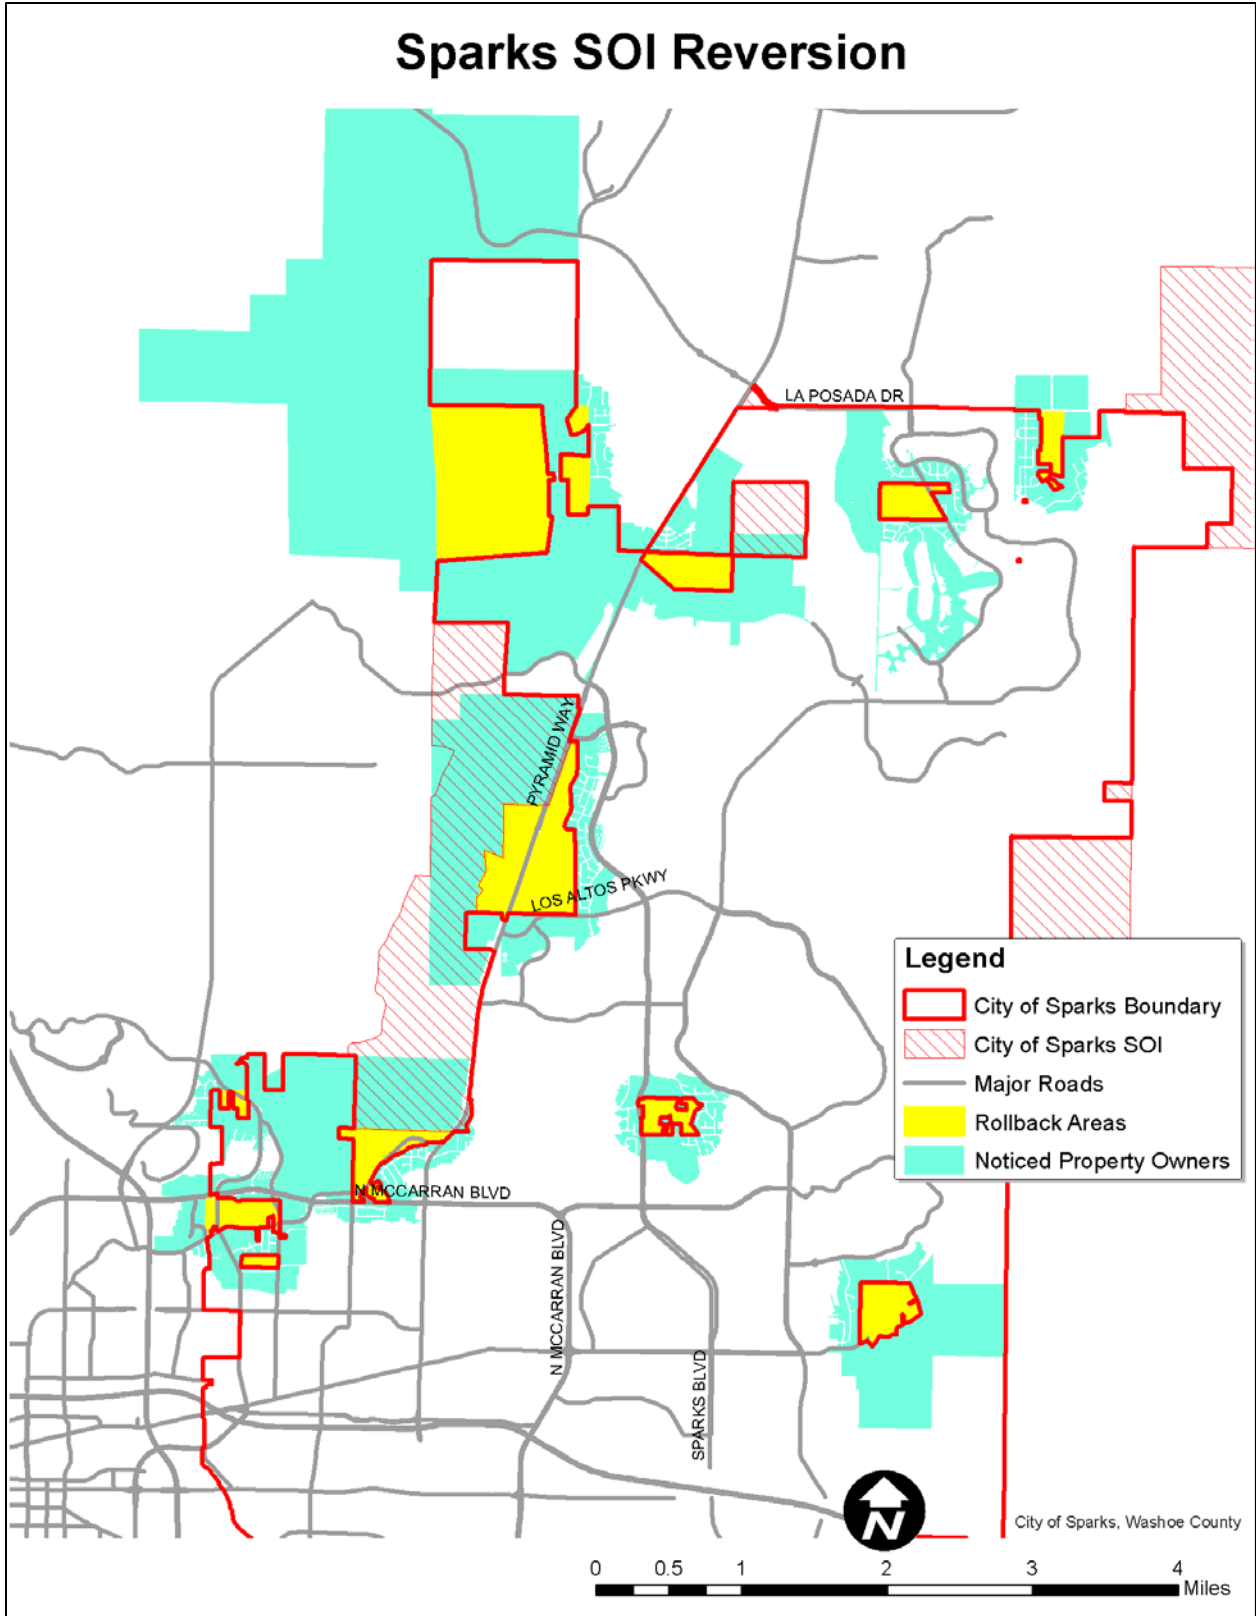 Sparks SOI Reversion
LA POSADA DR
PYRAMID WAY
LOS ALTOS PKWY
Legend
City of Sparks Boundary
City of Sparks SOI
Major Roads
Rollback Areas
Noticed Property Owners
N MCCARRAN BLVD
N MCCARRAN BLVD
SPARKS BLVD
N
City of Sparks, Washoe County
0 0.5 1 2 3 4
Miles